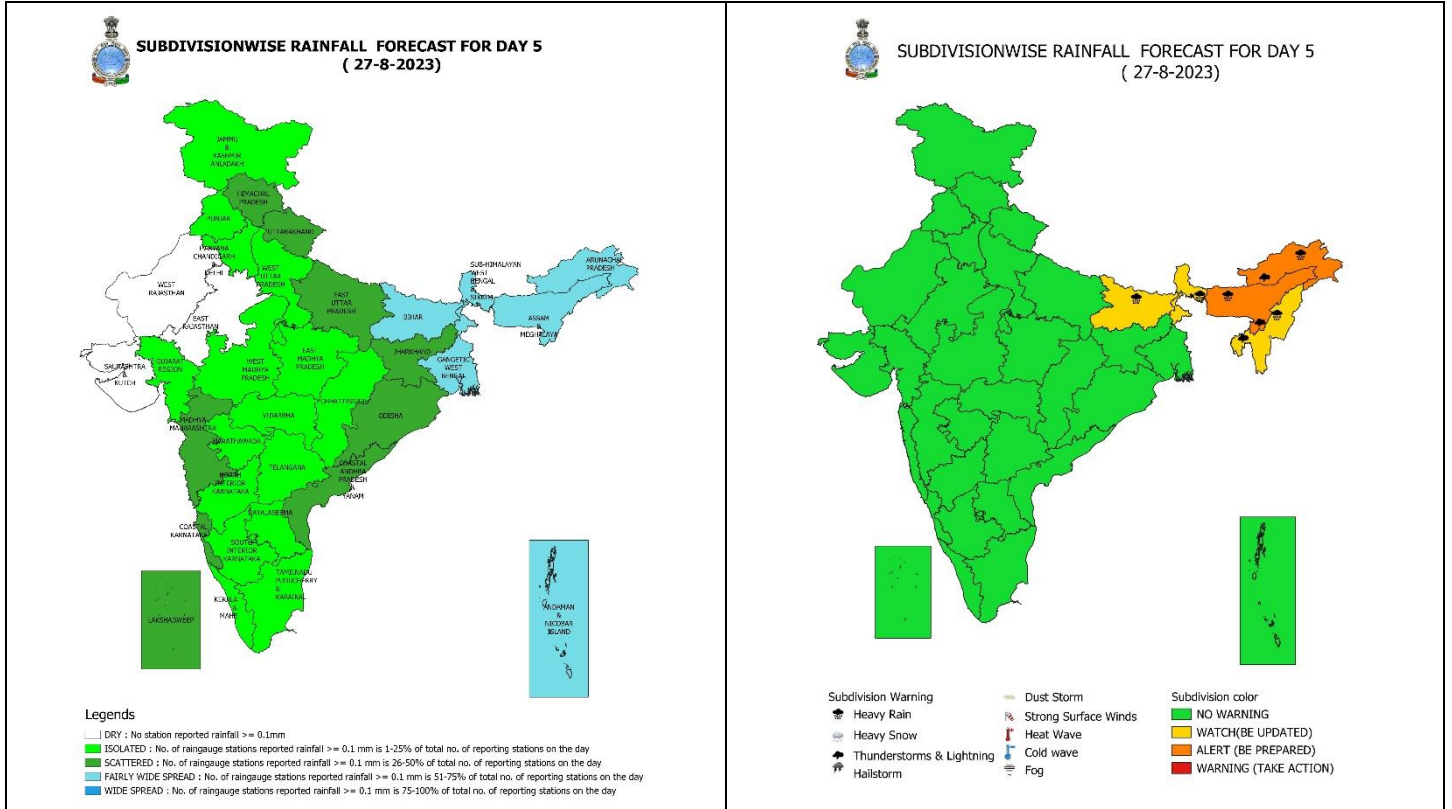 SUBDIVISIONWISE RAINFALL FORECAST FOR DAY 5
( 27-8-2023)
JAMMU
&
KASHMIR
ANLADAKH
HIMACHAL
PRADESH
PUNJAB
UTTARAKHAND
HARYANA
CHANDIGARH
&
DELHI
WEST
UTTAR
PRADESH
SUB-HIMALAYAN
WEST
BENGAL
&
SIKKIM
ARUNACHAL
PRADESH
WEST
RAJASTHAN
EAST
UTTAR
PRADESH
EAST
RAJASTHAN
BIHAR
ASSAM
&
MEGHALAYA
SAURASHTRA
&
KUTCH
GUJARAT
REGION
WEST
MADHYA
PRADESH
EAST
MADHYA
PRADESH
JHARKHAND
GANGETIC
WEST
BENGAL
CHHATTISGARH
ODISHA
MADHYA
MAHARASHTRA
VIDARBHA
MARATHAWADA
TELANGANA
COASTAL
ANDHRA
PRADESH
&
YANAM
NORTH
INTERIOR
KARNATAKA
RAYALASEEMA
COASTAL
KARNATAKA
SOUTH
INTERIOR
KARNATAKA
TAMILNADU
PUDUCHERRY
&
KARAIKAL
KERALA
&
MAHE
LAKSHADWEEP
ANDAMAN
&
NICOBAR
ISLAND
Legends
DRY : No station reported rainfall >= 0.1mm
ISOLATED : No. of raingauge stations reported rainfall >= 0.1 mm is 1-25% of total no. of reporting stations on the day
SCATTERED : No. of raingauge stations reported rainfall >= 0.1 mm is 26-50% of total no. of reporting stations on the day
FAIRLY WIDE SPREAD : No. of raingauge stations reported rainfall >= 0.1 mm is 51-75% of total no. of reporting stations on the day
WIDE SPREAD : No. of raingauge stations reported rainfall >= 0.1 mm is 75-100% of total no. of reporting stations on the day
SUBDIVISIONWISE RAINFALL FORECAST FOR DAY 5
( 27-8-2023)
Subdivision Warning
Heavy Rain
Heavy Snow
Thunderstorms & Lightning
Hailstorm
Dust Storm
Strong Surface Winds
Heat Wave
Cold wave
Fog
Subdivision color
NO WARNING
WATCH(BE UPDATED)
ALERT (BE PREPARED)
WARNING (TAKE ACTION)